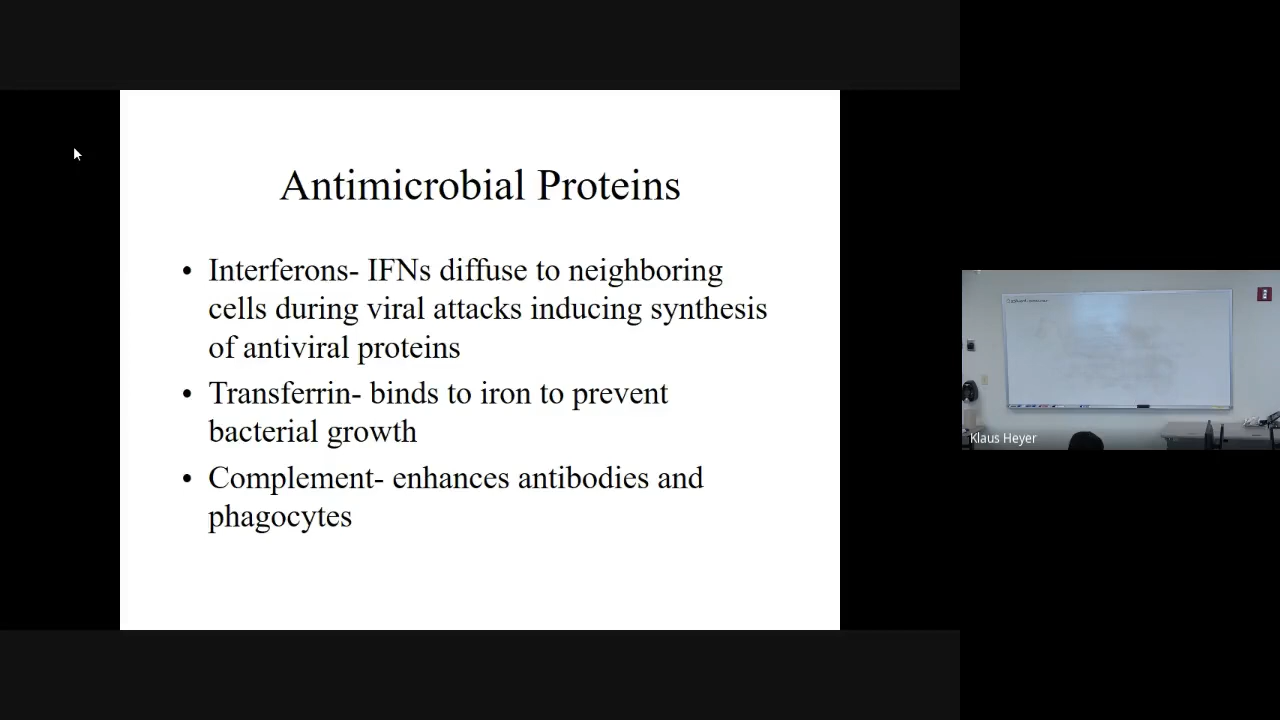 Antimicrobial Proteins
• Interferons- IFNs diffuse to neighboring
cells during viral attacks inducing synthesis
of antiviral proteins
• Transferrin- binds to iron to prevent
bacterial growth
• Complement- enhances antibodies and
phagocytes
Klaus Heyer